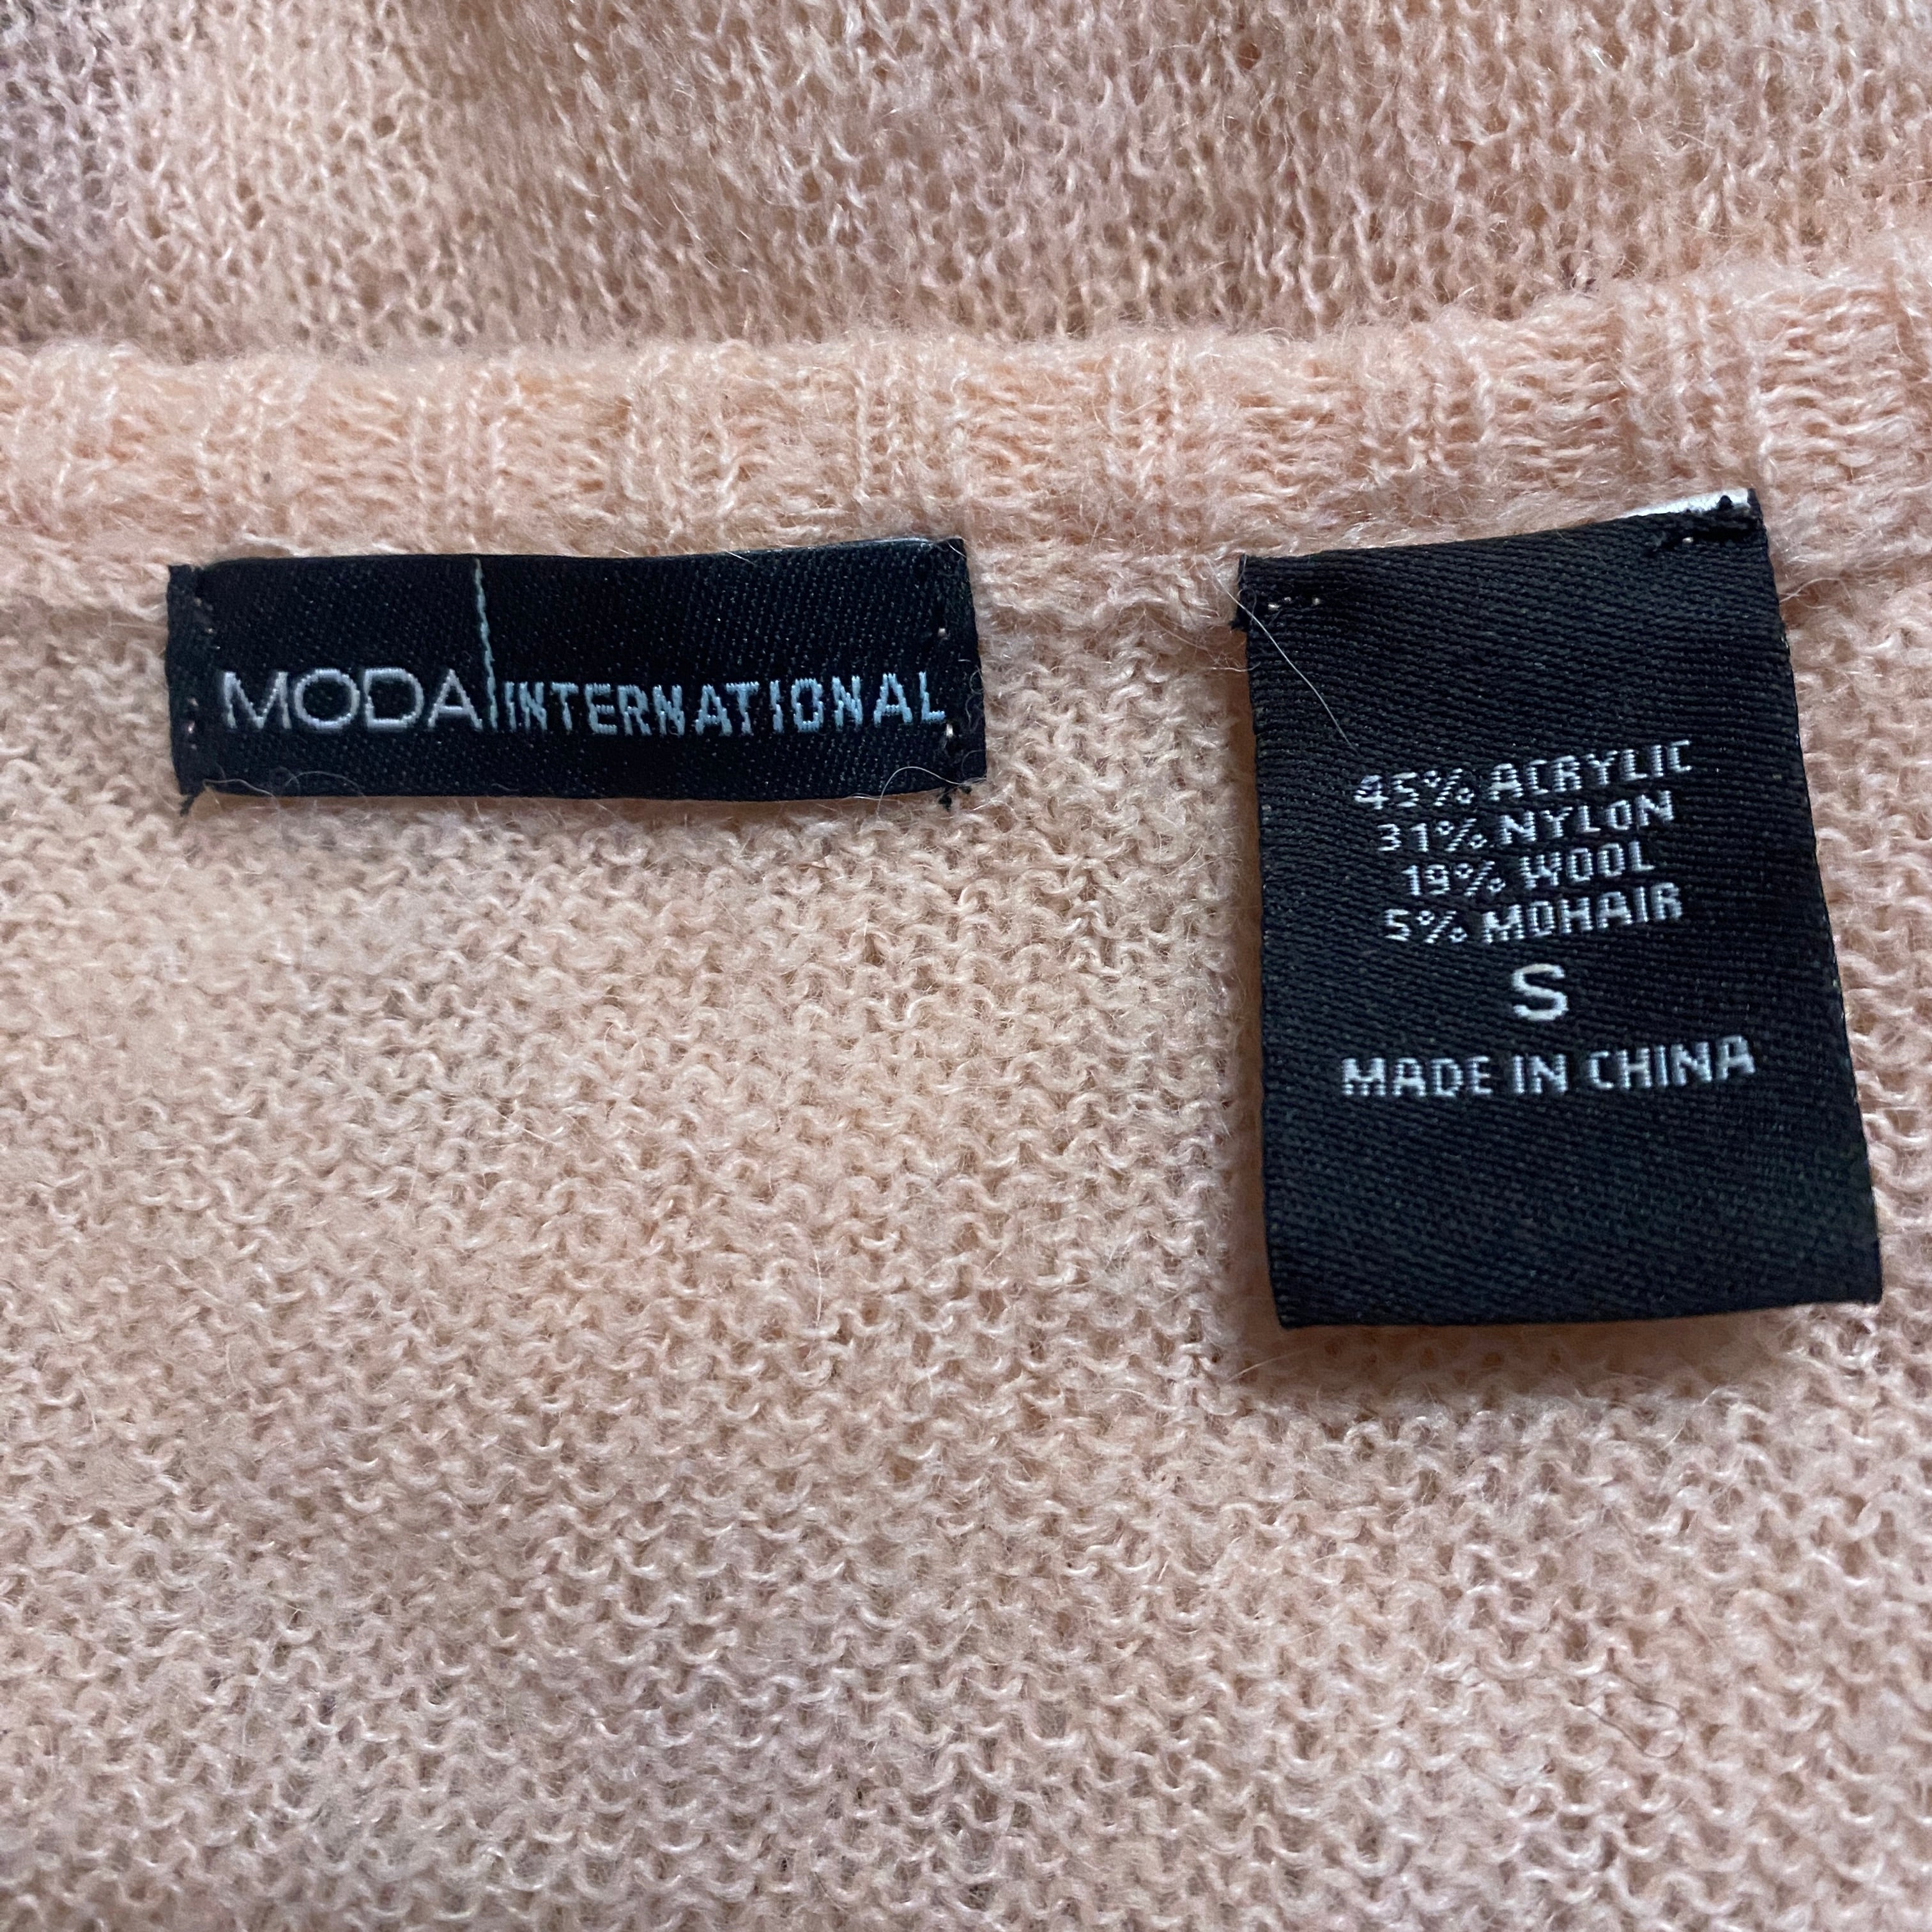 MODA INTERNATIONAL
45% ACRYLIC
31% NYLON
19% WOOL
5% MOHAIR
S
MADE IN CHINA